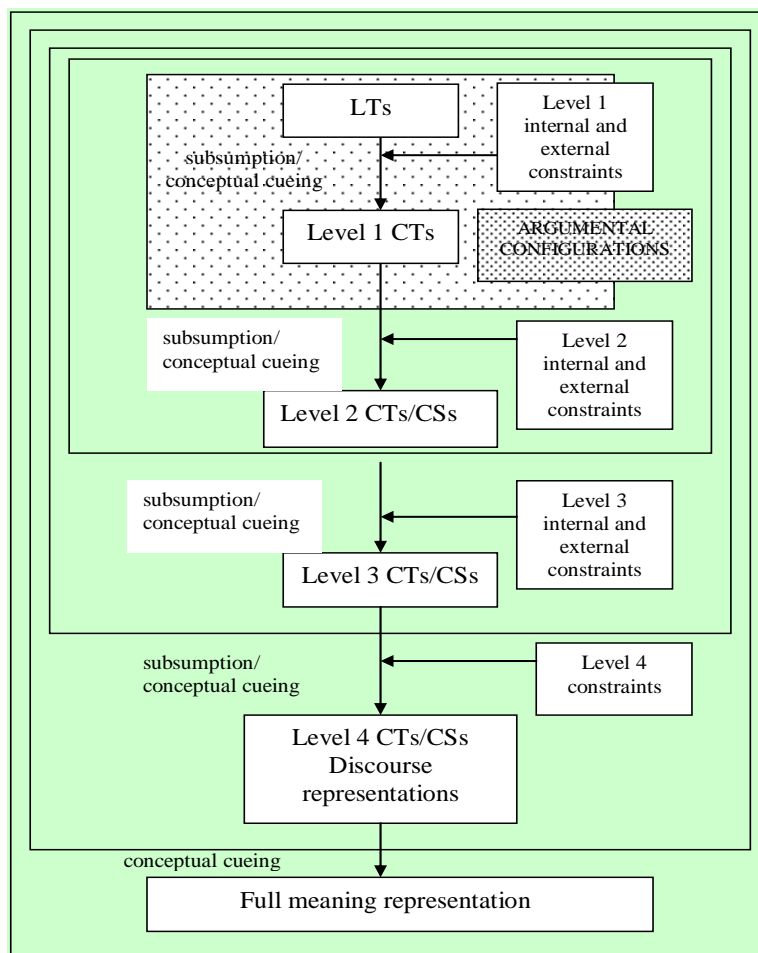 LTs
Level 1
internal and
external
constraints
subsumption/
conceptual cueing
Level 1 CTs
ARGUMENTAL
CONFIGURATIONS
subsumption/
conceptual cueing
Level 2
internal and
external
constraints
Level 2 CTs/CSs
subsumption/
conceptual cueing
Level 3
internal and
external
constraints
Level 3 CTs/CSs
subsumption/
conceptual cueing
Level 4
constraints
Level 4 CTs/CSs
Discourse
representations
conceptual cueing
Full meaning representation